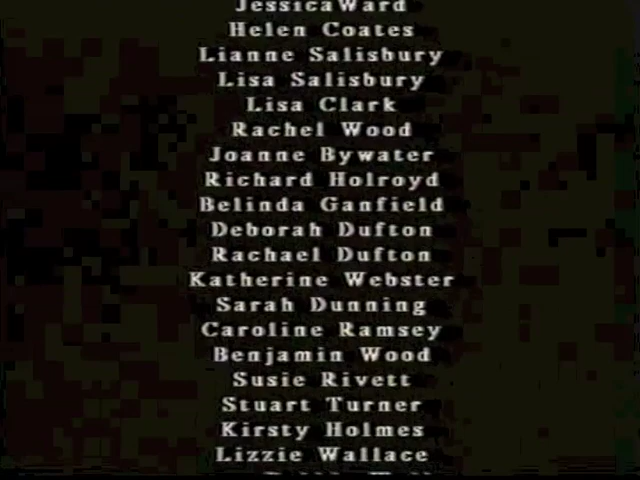 JessicaWard
Helen Coates
Lianne Salisbury
Lisa Salisbury
Lisa Clark
Rachel Wood
Joanne Bywater
Richard Holroyd
Belinda Ganfield
Deborah Dufton
Rachael Dufton
Katherine Webster
Sarah Dunning
Caroline Ramsey
Benjamin Wood
Susie Rivett
Stuart Turner
Kirsty Holmes
Lizzie Wallace